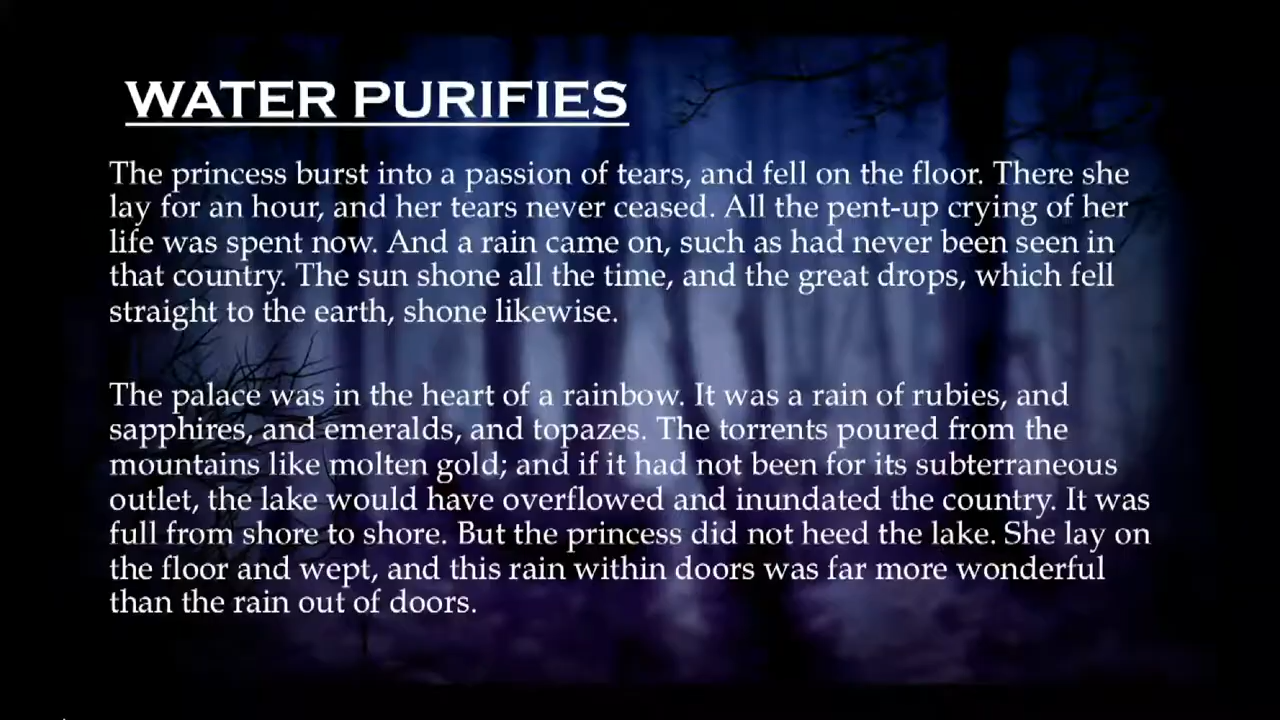 WATER PURIFIES
The princess burst into a passion of tears, and fell on the floor. There she
lay for an hour, and her tears never ceased. All the pent-up crying of her
life was spent now. And a rain came on, such as had never been seen in
that country. The sun shone all the time, and the great drops, which fell
straight to the earth, shone likewise.
The palace was in the heart of a rainbow. It was a rain of rubies, and
sapphires, and emeralds, and topazes. The torrents poured from the
mountains like molten gold; and if it had not been for its subterraneous
outlet, the lake would have overflowed and inundated the country. It was
full from shore to shore. But the princess did not heed the lake. She lay on
the floor and wept, and this rain within doors was far more wonderful
than the rain out of doors.